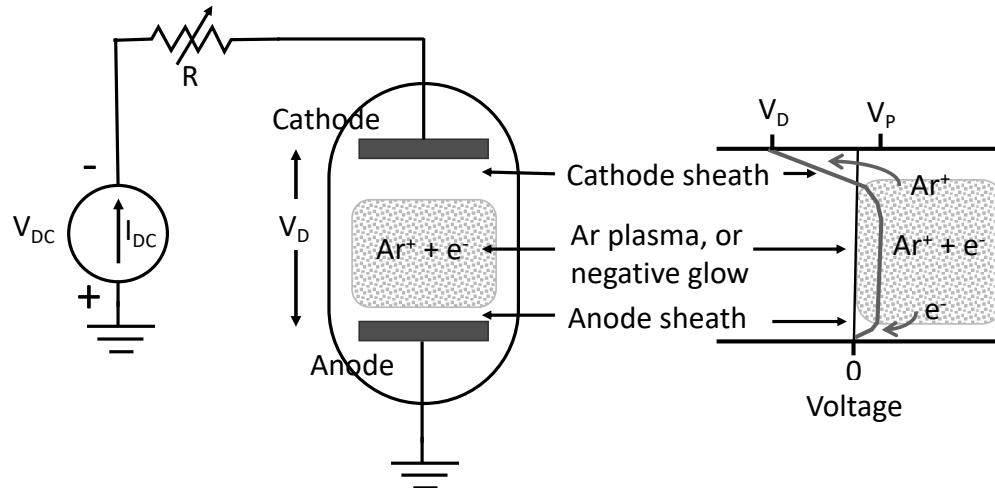 R
Cathode
-
V_DC
I_DC
+
V_D
Ar⁺ + e⁻
Anode
Cathode sheath
Ar plasma, or
negative glow
Anode sheath
V_D
V_P
Ar⁺
Ar⁺ + e⁻
e⁻
0
Voltage